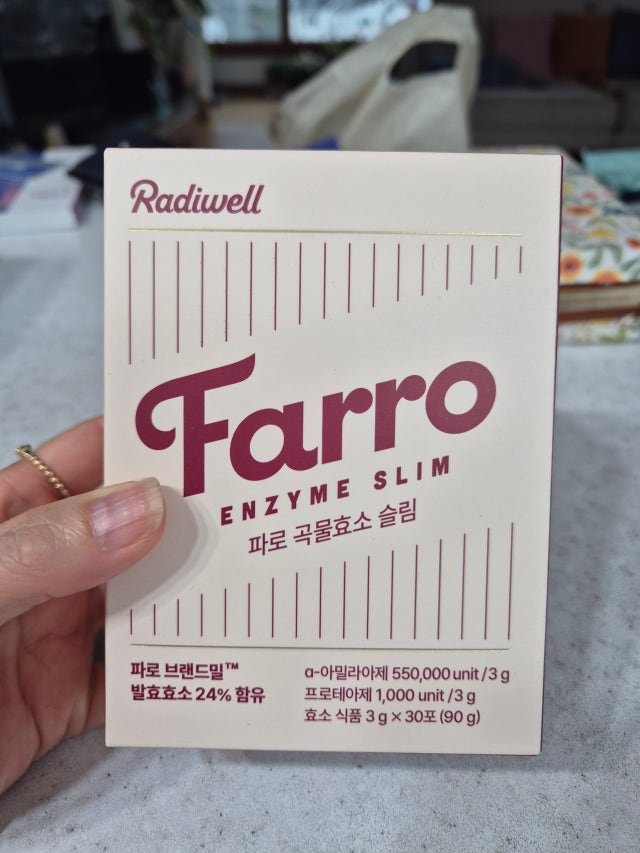 Radiwell
Farro
ENZYME SLIM
파로 곡물효소 슬림
파로 브랜드밀™
발효효소 24% 함유
α-아밀라아제 550,000 unit /3 g
프로테아제 1,000 unit /3 g
효소 식품 3 g × 30포 (90 g)